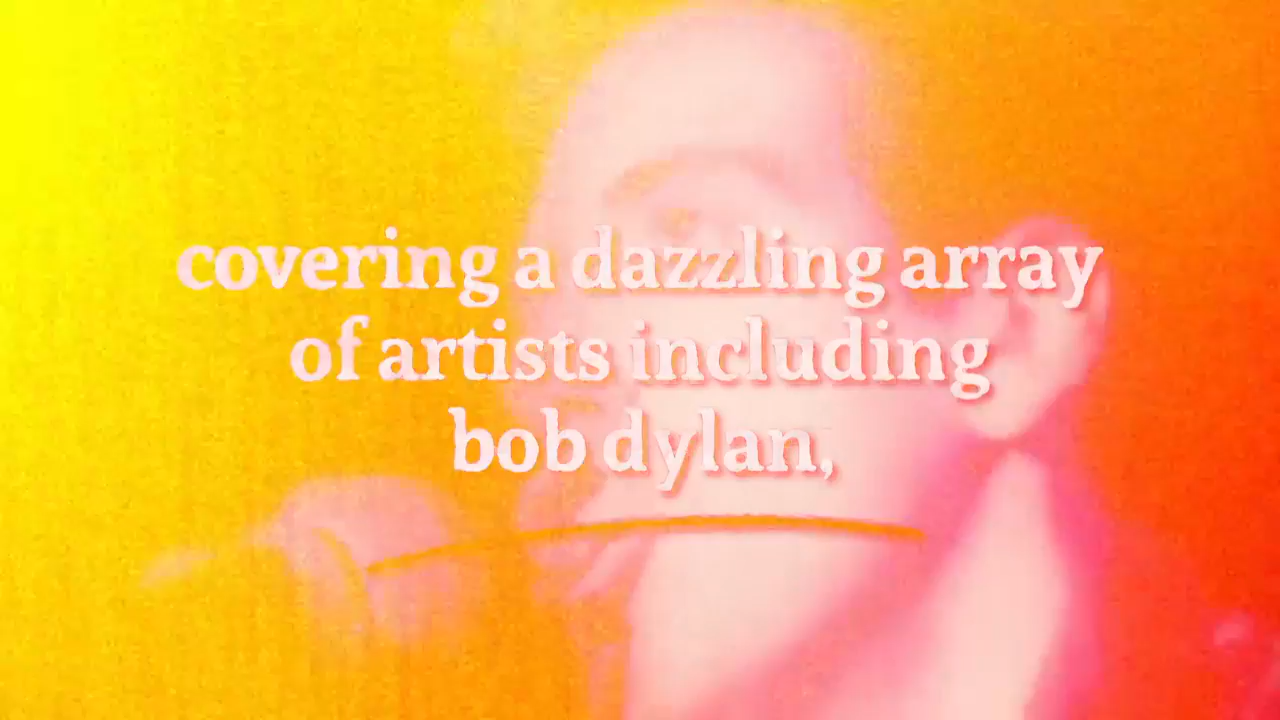 covering a dazzling array
of artists including
bob dylan,